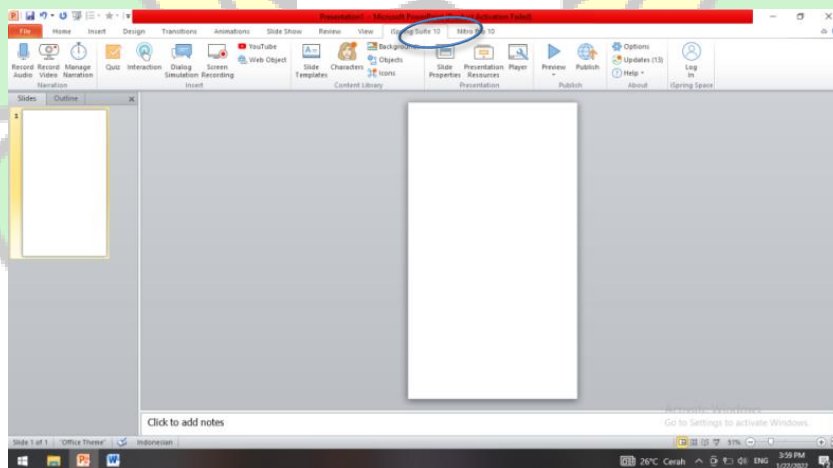 Presentation1 - Microsoft PowerPoint (Product Activation Failed)
File Home Insert Design Transitions Animations Slide Show Review View iSpring Suite 10 Nitro Pro 10
Record Audio
Record Video
Manage Narration
Narration
Quiz
Interaction
Dialog Simulation
Screen Recording
YouTube
Web Object
Insert
Slide Templates
Characters
Backgrounds
Objects
Icons
Content Library
Slide Properties
Presentation Resources
Player
Presentation
Preview
Publish
Publish
Options
Updates (13)
Help
About
Log In
iSpring Space
Slides Outline
1
Click to add notes
Activate Windows
Go to Settings to activate Windows.
Slide 1 of 1 "Office Theme" Indonesian 57%
26°C Cerah ENG 3:59 PM
1/22/2022